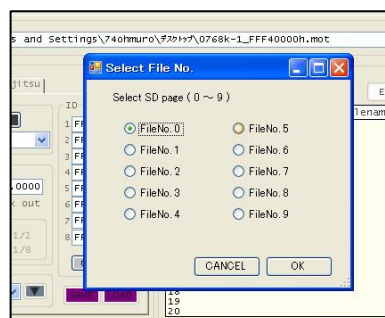 s and Settings\74ohmuro\デスクトップ\0768k-1_FFF40000h.mot
jitsu
ID
Select File No.
Select SD page ( 0 ～ 9 )
FileNo. 0 FileNo. 5
FileNo. 1 FileNo. 6
FileNo. 2 FileNo. 7
FileNo. 3 FileNo. 8
FileNo. 4 FileNo. 9
CANCEL OK
E
lenam
1 FF
2 FF
3 FF
4 FF
5 FF
6 FF
7 FF
8 FF
.0000
k out
1/2
1/8
SAVE LOAD
18
19
20